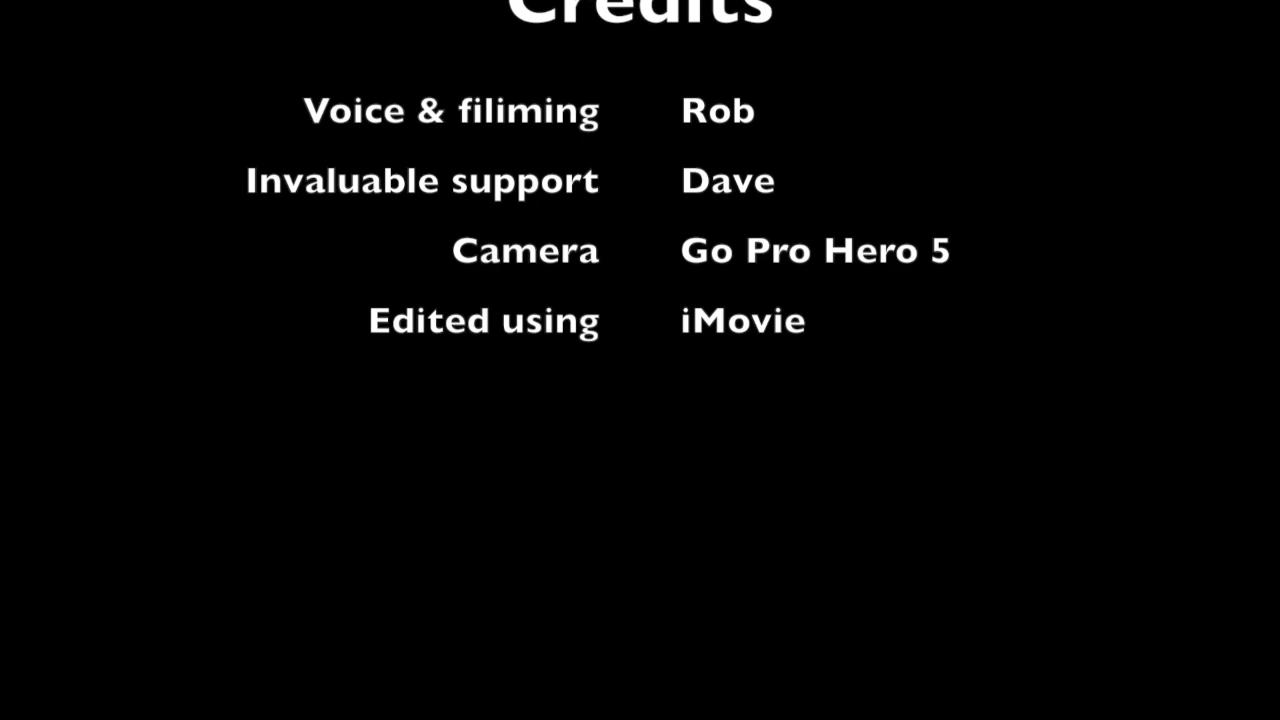 Credits
Voice & filiming Rob
Invaluable support Dave
Camera Go Pro Hero 5
Edited using iMovie